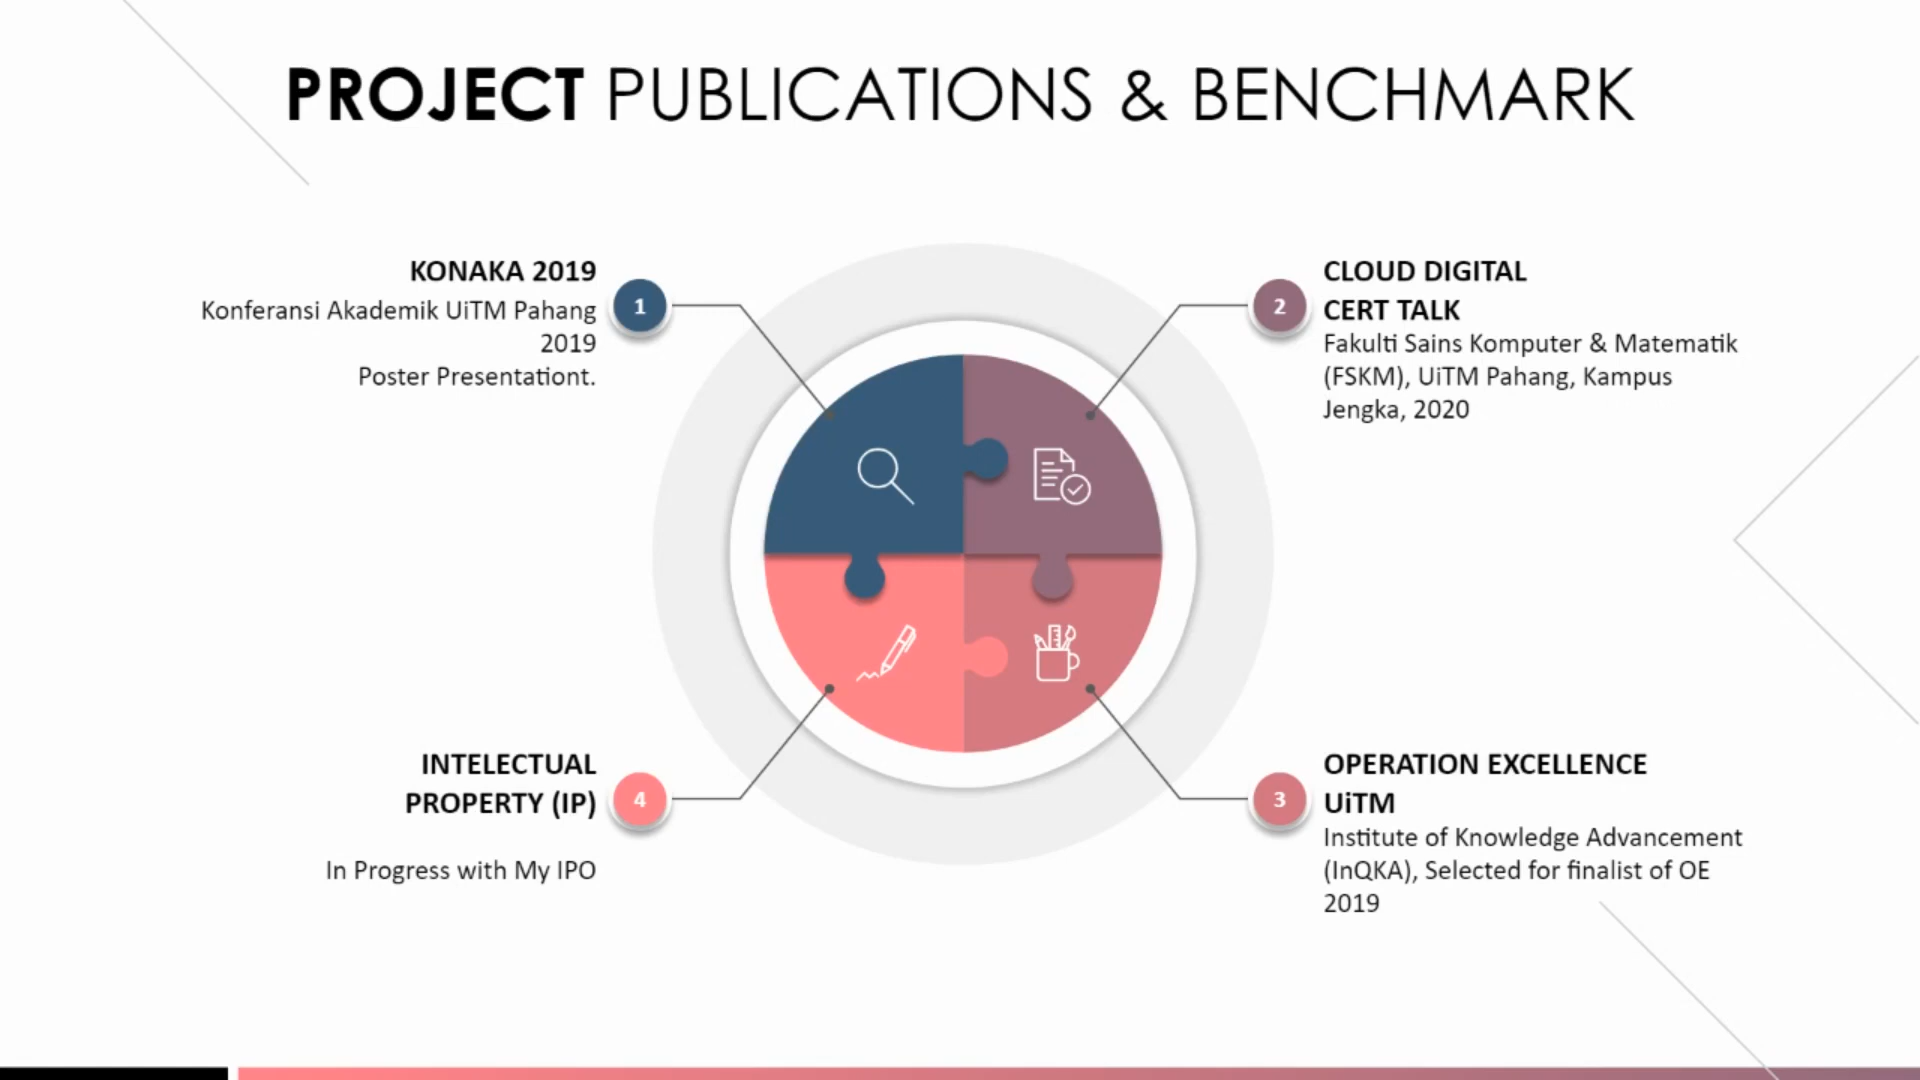 PROJECT PUBLICATIONS & BENCHMARK
KONAKA 2019
Konferansi Akademik UiTM Pahang
2019
Poster Presentationt.
1
2
CLOUD DIGITAL
CERT TALK
Fakulti Sains Komputer & Matematik
(FSKM), UiTM Pahang, Kampus
Jengka, 2020
INTELECTUAL
PROPERTY (IP)
In Progress with My IPO
4
3
OPERATION EXCELLENCE
UiTM
Institute of Knowledge Advancement
(InQKA), Selected for finalist of OE
2019